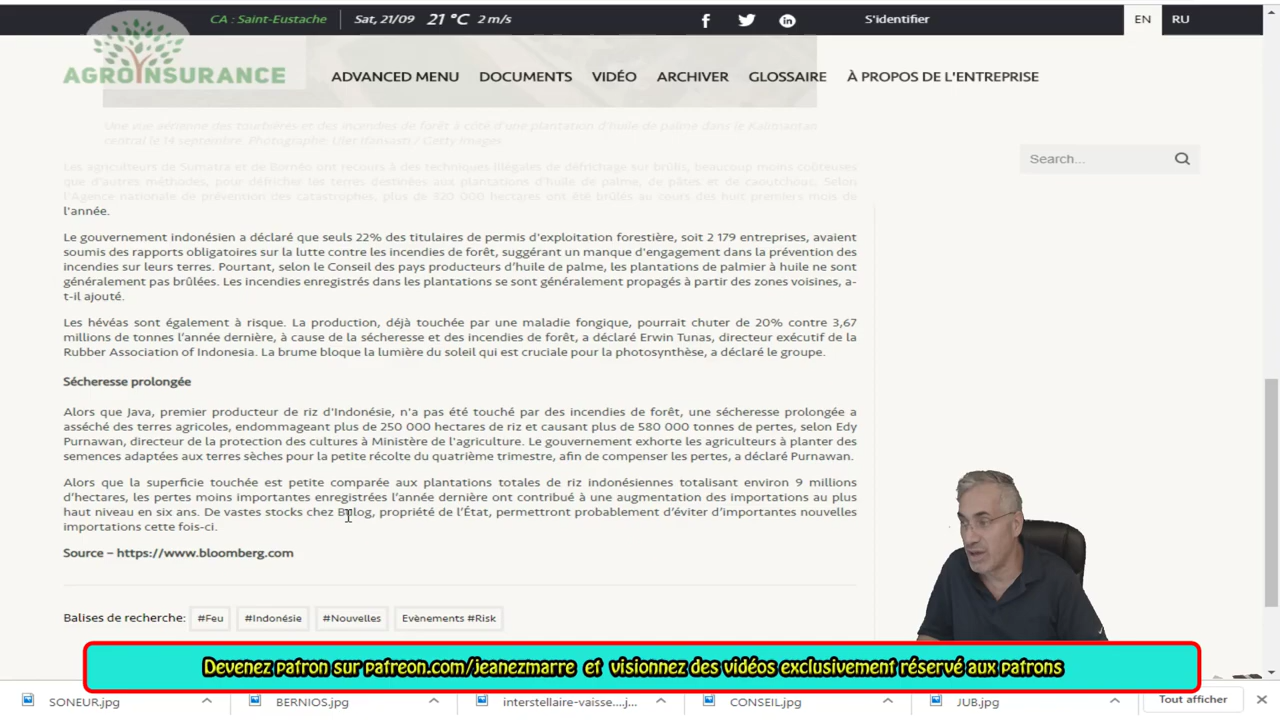 CA : Saint-Eustache
Sat, 21/09 21 °C 2 m/s
S'identifier
EN RU
AGROINSURANCE
ADVANCED MENU DOCUMENTS VIDÉO ARCHIVER GLOSSAIRE À PROPOS DE L'ENTREPRISE
Search...
Une vue aérienne des tourbières et des incendies de forêt à côté d'une plantation d'huile de palme dans le Kalimantan
central le 14 septembre. Photographe: Ulet Ifansasti / Getty Images
Les agriculteurs de Sumatra et de Bornéo ont recours à des techniques illégales de défrichage sur brûlis, beaucoup moins coûteuses
que d'autres méthodes, pour défricher les terres destinées aux plantations d'huile de palme, de pâtes et de caoutchouc. Selon
l'Agence nationale de prévention des catastrophes, plus de 320 000 hectares ont été brûlés au cours des huit premiers mois de
l'année.
Le gouvernement indonésien a déclaré que seuls 22% des titulaires de permis d'exploitation forestière, soit 2 179 entreprises, avaient
soumis des rapports obligatoires sur la lutte contre les incendies de forêt, suggérant un manque d'engagement dans la prévention des
incendies sur leurs terres. Pourtant, selon le Conseil des pays producteurs d'huile de palme, les plantations de palmier à huile ne sont
généralement pas brûlées. Les incendies enregistrés dans les plantations se sont généralement propagés à partir des zones voisines, a-
t-il ajouté.
Les hévéas sont également à risque. La production, déjà touchée par une maladie fongique, pourrait chuter de 20% contre 3,67
millions de tonnes l'année dernière, à cause de la sécheresse et des incendies de forêt, a déclaré Erwin Tunas, directeur exécutif de la
Rubber Association of Indonesia. La brume bloque la lumière du soleil qui est cruciale pour la photosynthèse, a déclaré le groupe.
Sécheresse prolongée
Alors que Java, premier producteur de riz d'Indonésie, n'a pas été touché par des incendies de forêt, une sécheresse prolongée a
asséché des terres agricoles, endommageant plus de 250 000 hectares de riz et causant plus de 580 000 tonnes de pertes, selon Edy
Purnawan, directeur de la protection des cultures à Ministère de l'agriculture. Le gouvernement exhorte les agriculteurs à planter des
semences adaptées aux terres sèches pour la petite récolte du quatrième trimestre, afin de compenser les pertes, a déclaré Purnawan.
Alors que la superficie touchée est petite comparée aux plantations totales de riz indonésiennes totalisant environ 9 millions
d'hectares, les pertes moins importantes enregistrées l'année dernière ont contribué à une augmentation des importations au plus
haut niveau en six ans. De vastes stocks chez Bulog, propriété de l'État, permettront probablement d'éviter d'importantes nouvelles
importations cette fois-ci.
Source – https://www.bloomberg.com
Balises de recherche: #Feu #Indonésie #Nouvelles Evènements #Risk
Devenez patron sur patreon.com/jeanezmarre et visionnez des vidéos exclusivement réservé aux patrons
SONEUR.jpg BERNIOS.jpg interstellaire-vaisse....j... CONSEIL.jpg JUB.jpg Tout afficher